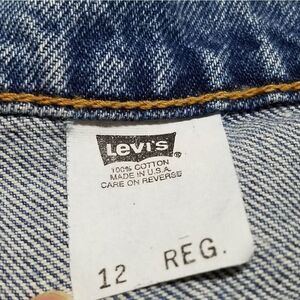 Levi's ®
100% COTTON
MADE IN U.S.A.
CARE ON REVERSE
12 REG.